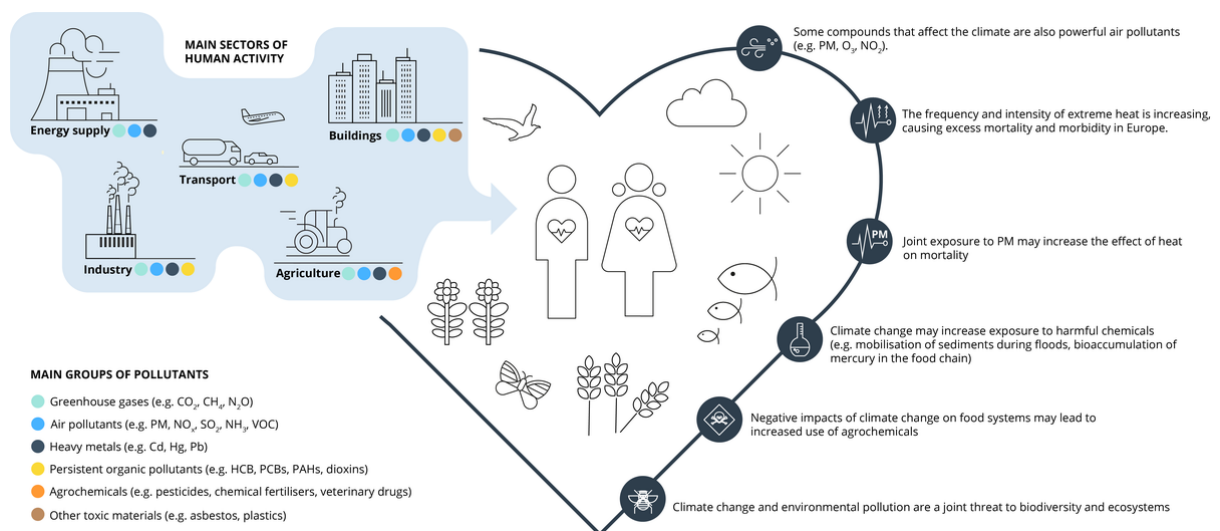 MAIN SECTORS OF
HUMAN ACTIVITY
Energy supply
Buildings
Transport
Industry
Agriculture
MAIN GROUPS OF POLLUTANTS
Greenhouse gases (e.g. CO₂, CH₄, N₂O)
Air pollutants (e.g. PM, NOₓ, SO₂, NH₃, VOC)
Heavy metals (e.g. Cd, Hg, Pb)
Persistent organic pollutants (e.g. HCB, PCBs, PAHs, dioxins)
Agrochemicals (e.g. pesticides, chemical fertilisers, veterinary drugs)
Other toxic materials (e.g. asbestos, plastics)
Some compounds that affect the climate are also powerful air pollutants
(e.g. PM, O₃, NO₂).
The frequency and intensity of extreme heat is increasing,
causing excess mortality and morbidity in Europe.
PM
Joint exposure to PM may increase the effect of heat
on mortality
Climate change may increase exposure to harmful chemicals
(e.g. mobilisation of sediments during floods, bioaccumulation of
mercury in the food chain)
Negative impacts of climate change on food systems may lead to
increased use of agrochemicals
Climate change and environmental pollution are a joint threat to biodiversity and ecosystems